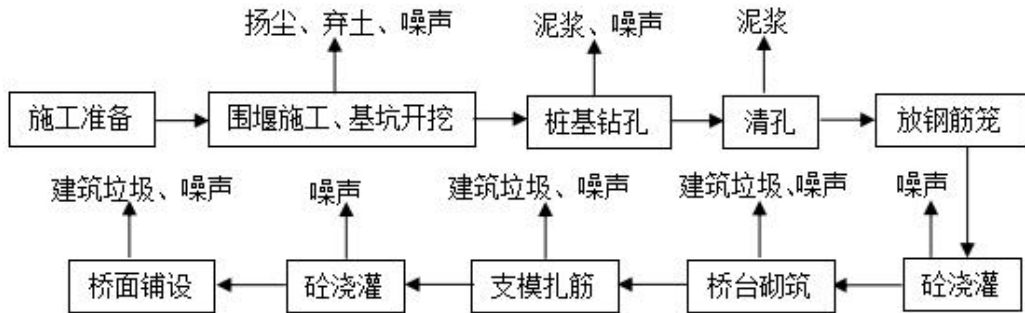 扬尘、弃土、噪声
泥浆、噪声
泥浆
施工准备
围堰施工、基坑开挖
桩基钻孔
清孔
放钢筋笼
建筑垃圾、噪声
噪声
建筑垃圾、噪声
建筑垃圾、噪声
噪声
桥面铺设
砼浇灌
支模扎筋
桥台砌筑
砼浇灌